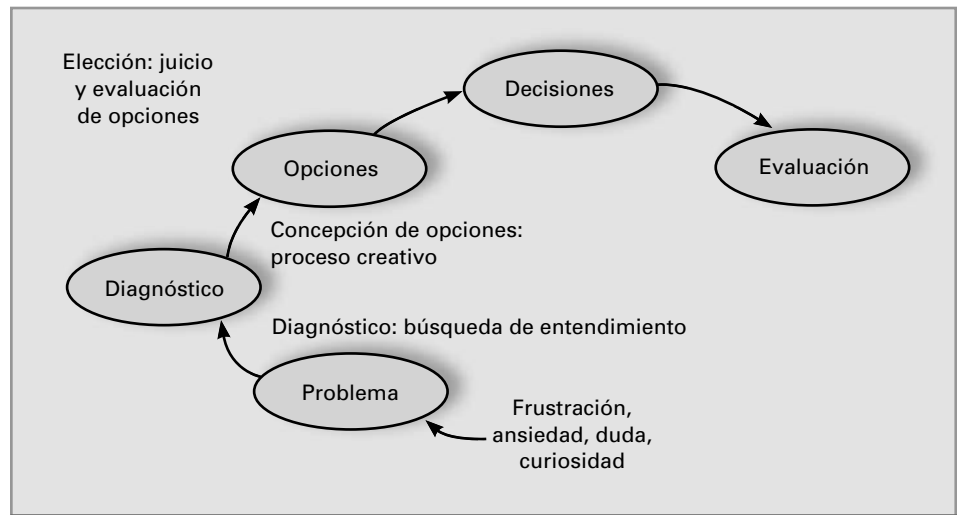 Elección: juicio
y evaluación
de opciones
Decisiones
Evaluación
Opciones
Concepción de opciones:
proceso creativo
Diagnóstico
Diagnóstico: búsqueda de entendimiento
Problema
Frustración,
ansiedad, duda,
curiosidad